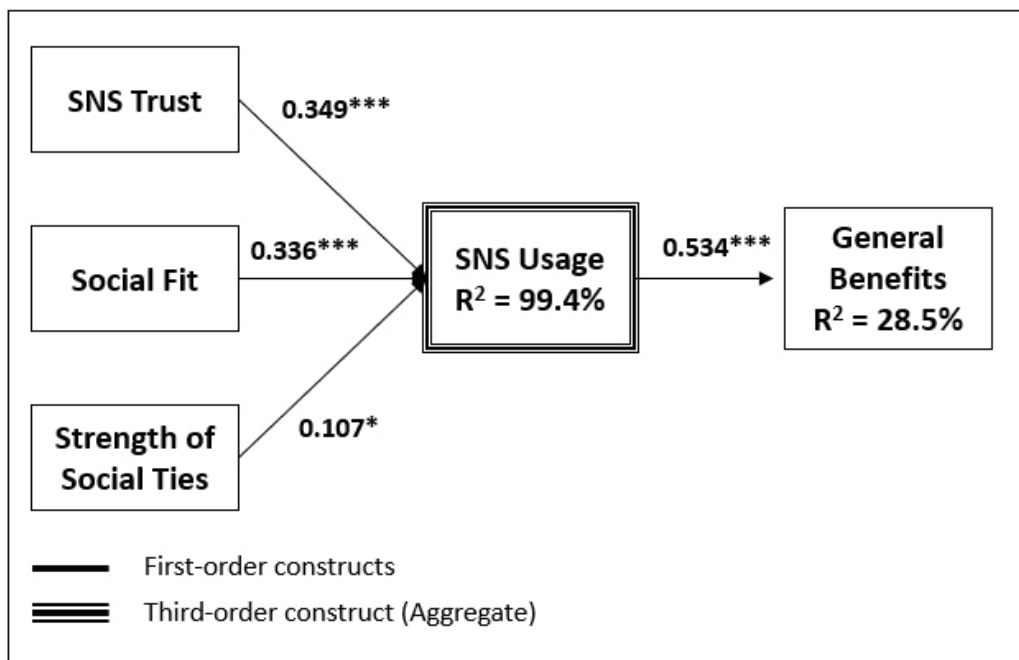 SNS Trust
0.349***
Social Fit
0.336***
Strength of
Social Ties
0.107*
SNS Usage
R² = 99.4%
0.534***
General
Benefits
R² = 28.5%
First-order constructs
Third-order construct (Aggregate)